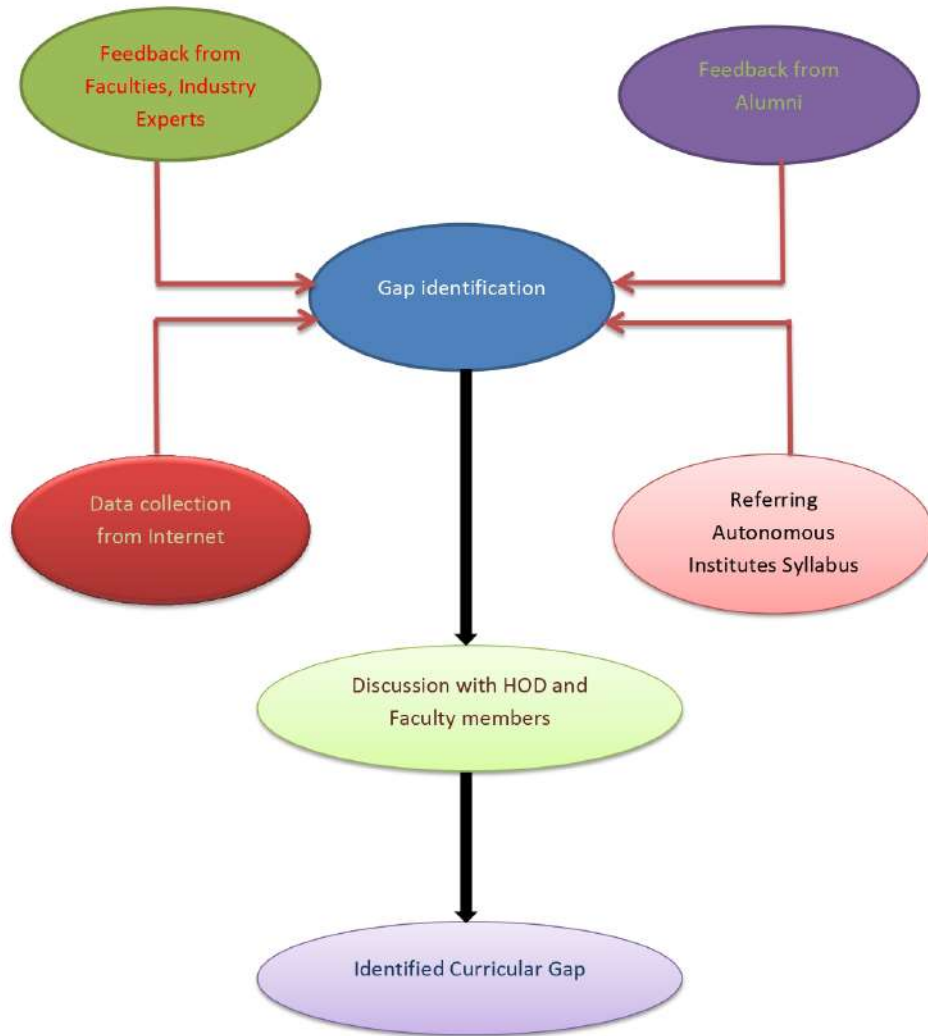 Feedback from
Faculties, Industry
Experts
Feedback from
Alumni
Gap identification
Data collection
from Internet
Referring
Autonomous
Institutes Syllabus
Discussion with HOD and
Faculty members
Identified Curricular Gap